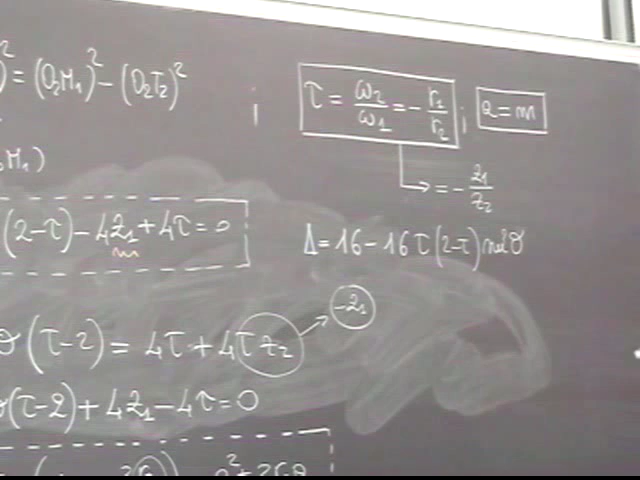 )² = (O₂M₁)² - (O₂T₂)²
τ = ω₂/ω₁ = - r₁/r₂ ; a = m
M₁)
→ = - z₁/z₂
(2-τ) - 4z₁ + 4τ = 0
Δ = 16 - 16τ(2-τ)
(τ-2) = 4τ + 4τz₂ → -z₁
(τ-2) + 4z₁ - 4τ = 0